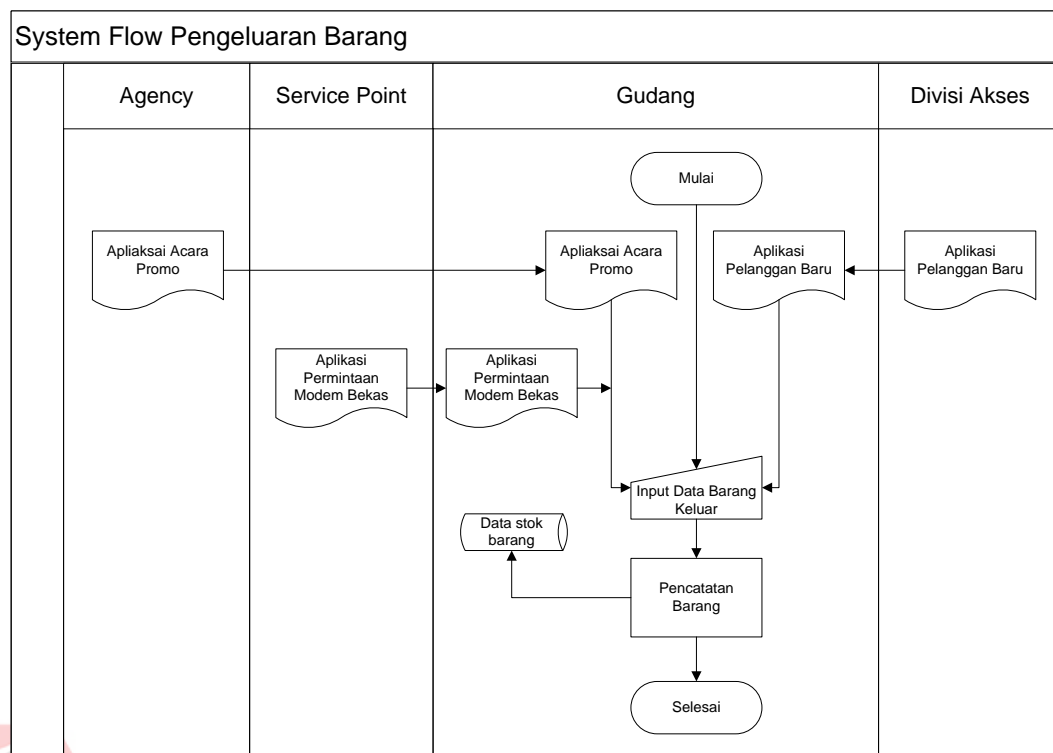 System Flow Pengeluaran Barang
Agency
Service Point
Gudang
Divisi Akses
Mulai
Apliaksai Acara
Promo
Apliaksai Acara
Promo
Aplikasi
Pelanggan Baru
Aplikasi
Pelanggan Baru
Aplikasi
Permintaan
Modem Bekas
Aplikasi
Permintaan
Modem Bekas
Input Data Barang
Keluar
Data stok
barang
Pencatatan
Barang
Selesai